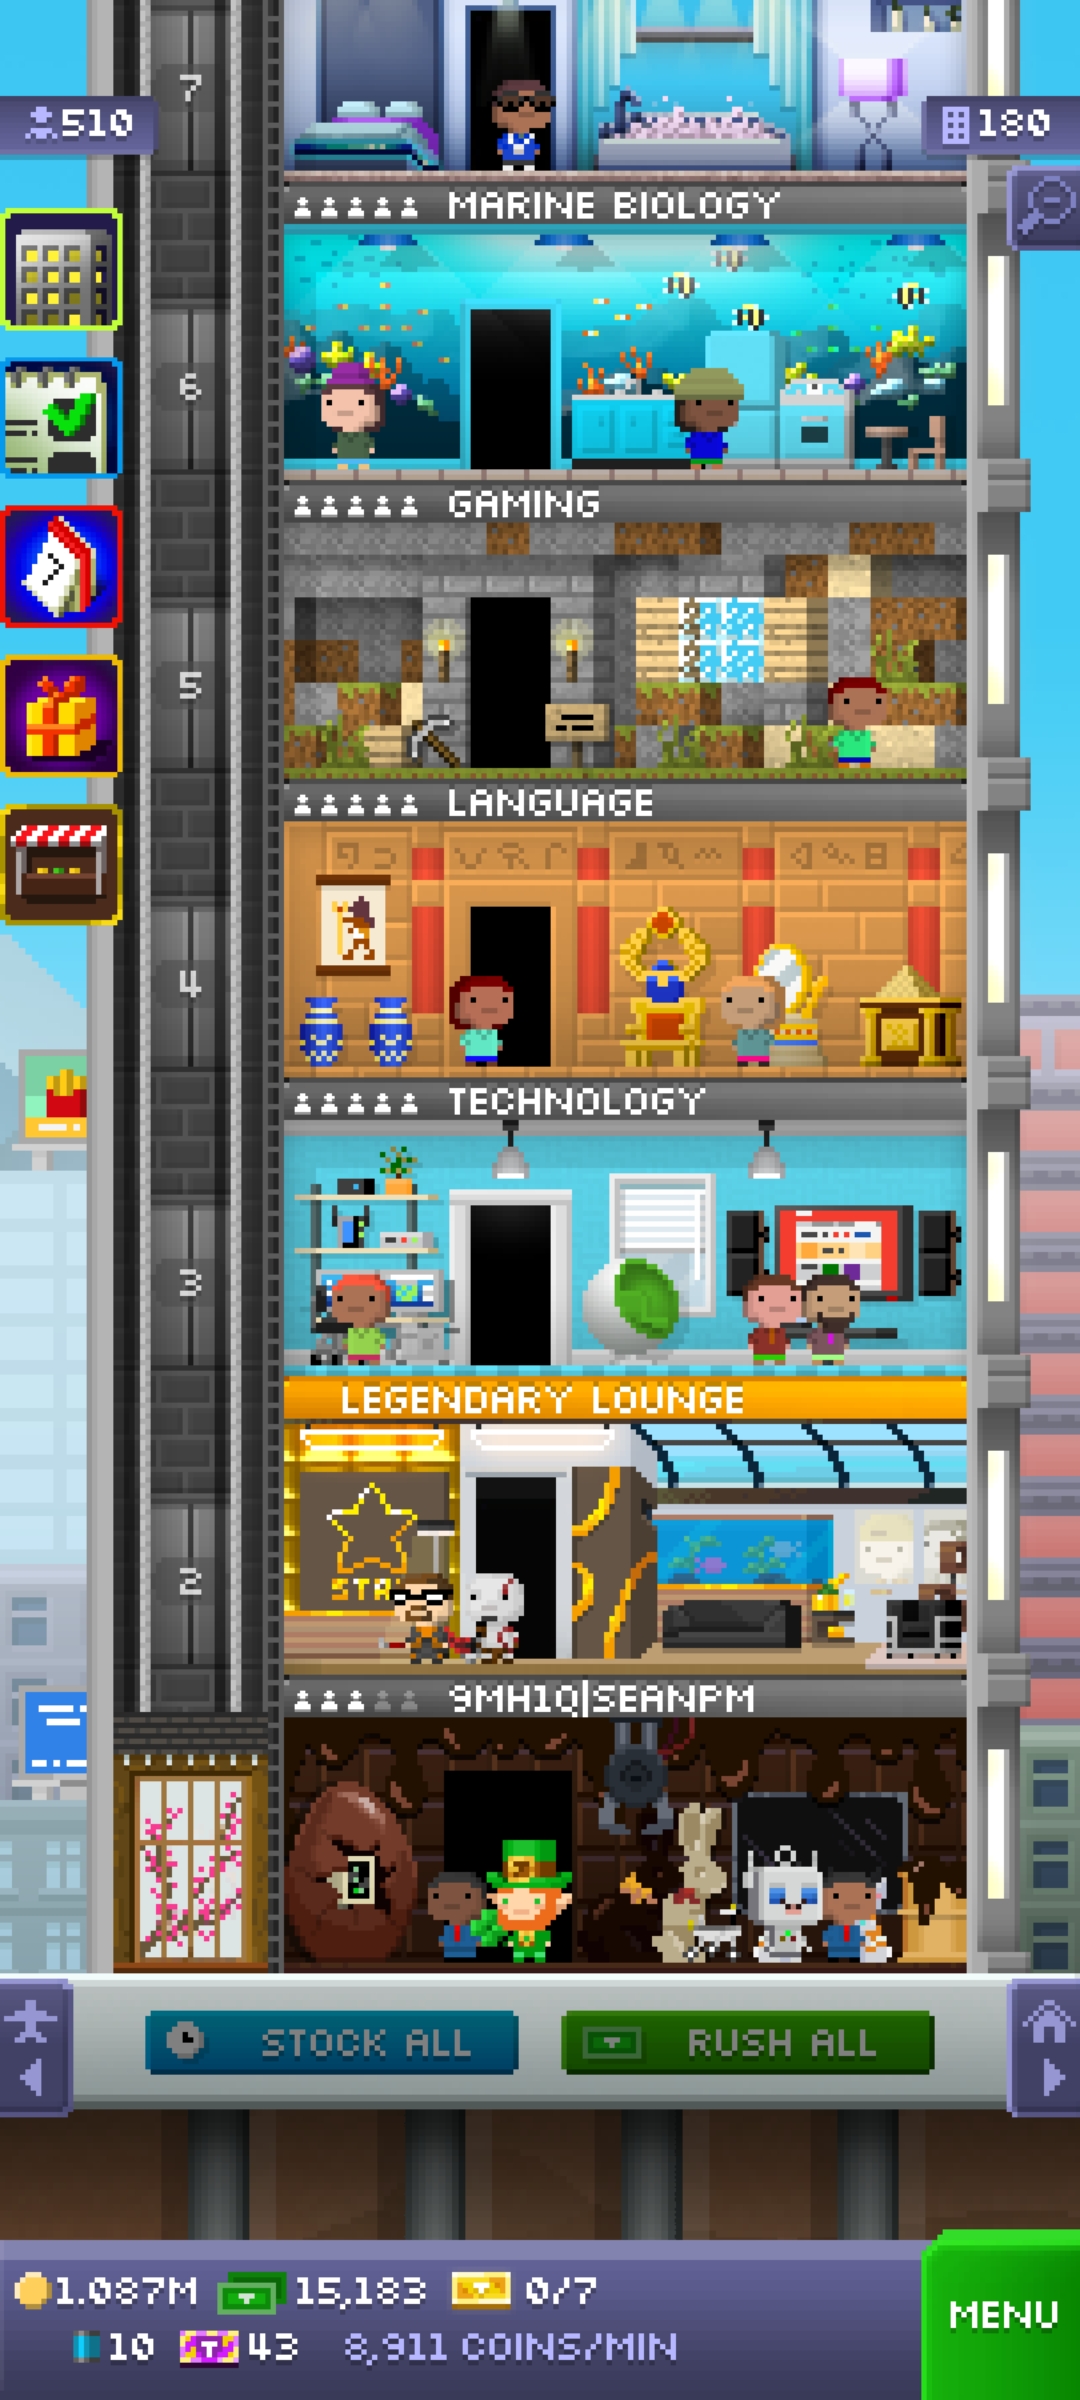 7
510
180
MARINE BIOLOGY
6
GAMING
5
LANGUAGE
4
TECHNOLOGY
3
LEGENDARY LOUNGE
2
9MH1Q|SEANPM
STOCK ALL
RUSH ALL
1.087M 15,183 0/7
10 43 8,911 COINS/MIN
MENU